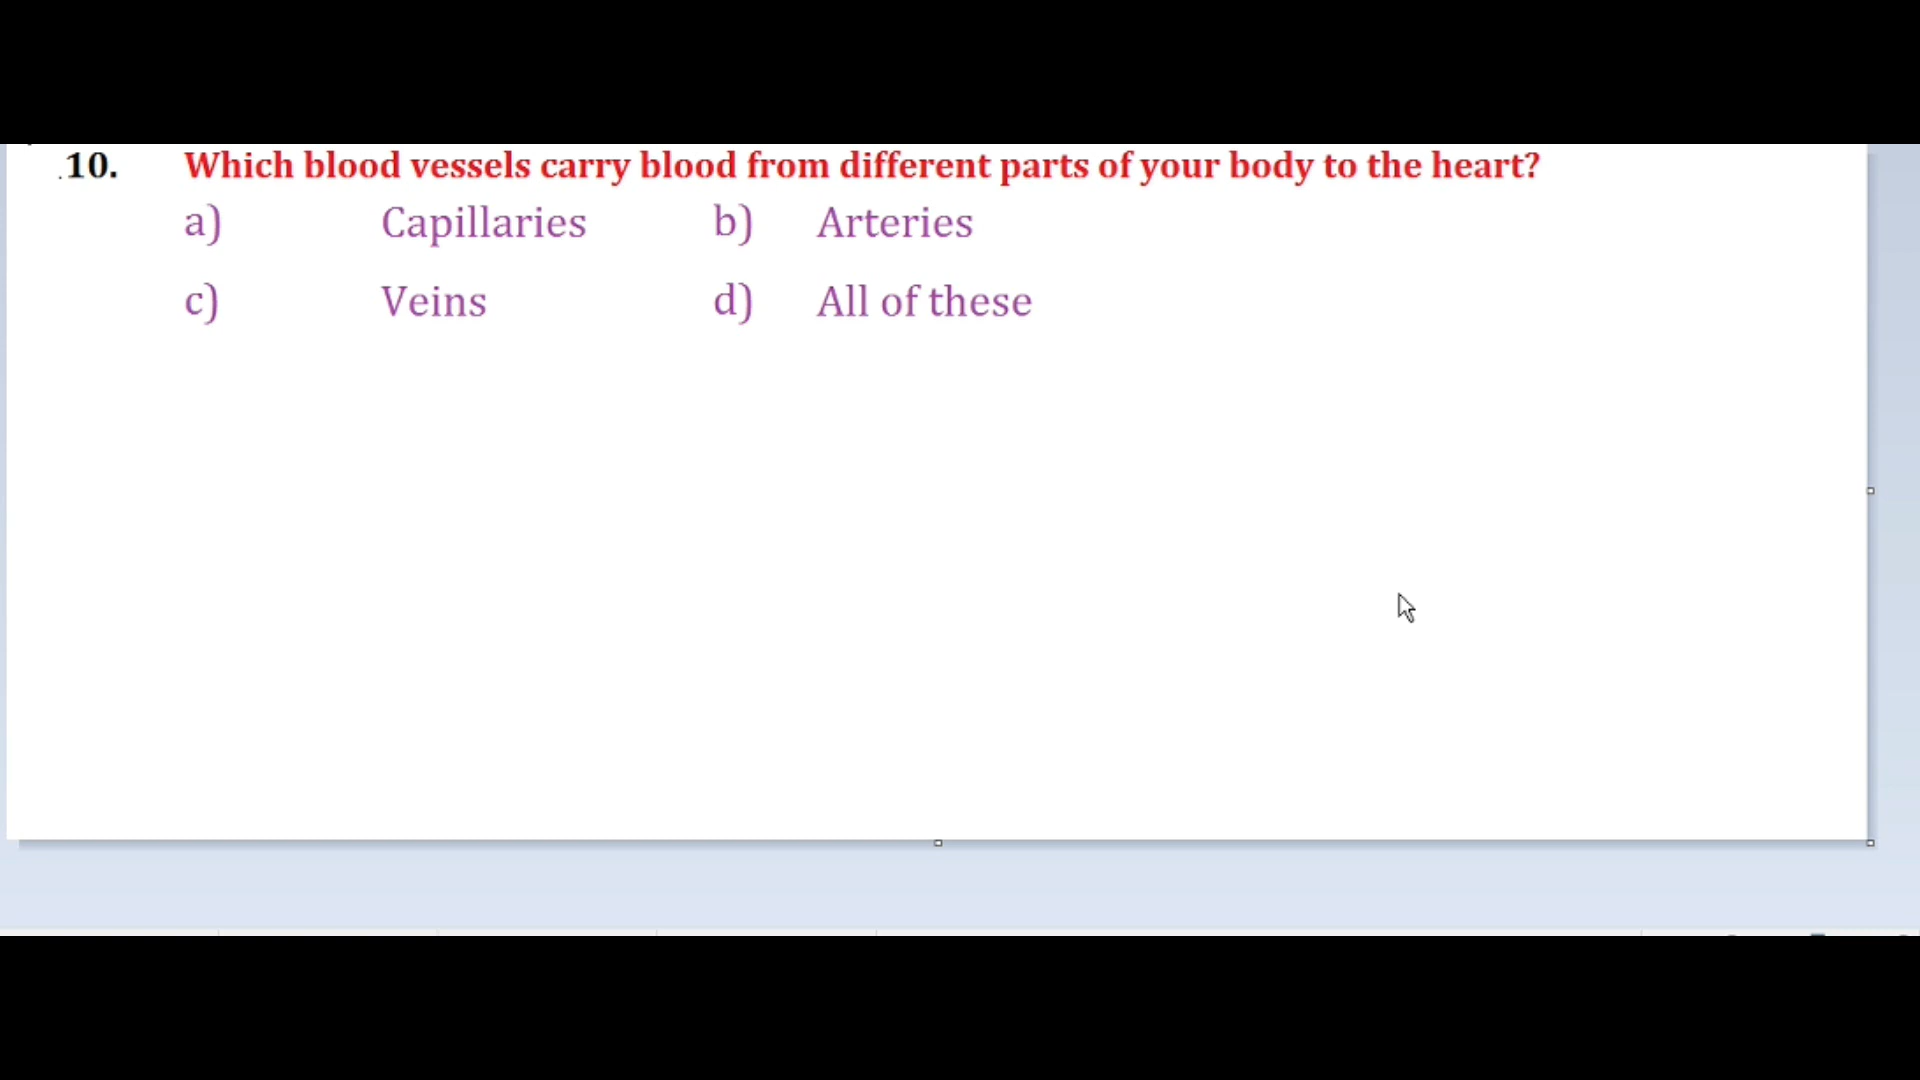 10. Which blood vessels carry blood from different parts of your body to the heart?
a) Capillaries b) Arteries
c) Veins d) All of these